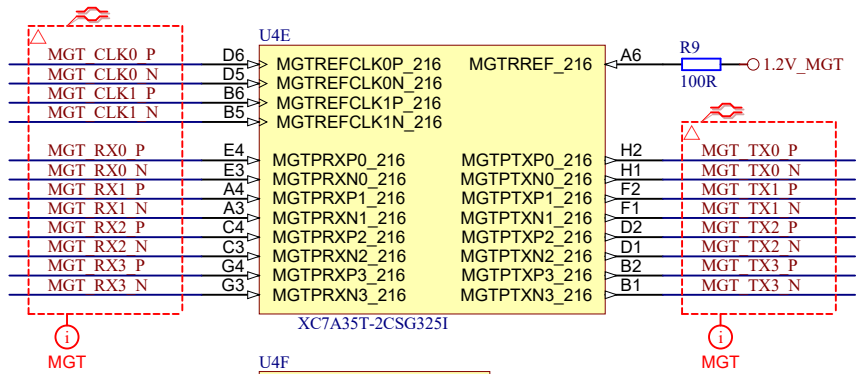 U4E
MGT_CLK0_P D6 MGTREFCLK0P_216 MGTRREF_216 A6 R9 100R 1.2V_MGT
MGT_CLK0_N D5 MGTREFCLK0N_216
MGT_CLK1_P B6 MGTREFCLK1P_216
MGT_CLK1_N B5 MGTREFCLK1N_216
MGT_RX0_P E4 MGTPRXP0_216 MGTPTXP0_216 H2 MGT_TX0_P
MGT_RX0_N E3 MGTPRXN0_216 MGTPTXN0_216 H1 MGT_TX0_N
MGT_RX1_P A4 MGTPRXP1_216 MGTPTXP1_216 F2 MGT_TX1_P
MGT_RX1_N A3 MGTPRXN1_216 MGTPTXN1_216 F1 MGT_TX1_N
MGT_RX2_P C4 MGTPRXP2_216 MGTPTXP2_216 D2 MGT_TX2_P
MGT_RX2_N C3 MGTPRXN2_216 MGTPTXN2_216 D1 MGT_TX2_N
MGT_RX3_P G4 MGTPRXP3_216 MGTPTXP3_216 B2 MGT_TX3_P
MGT_RX3_N G3 MGTPRXN3_216 MGTPTXN3_216 B1 MGT_TX3_N
XC7A35T-2CSG325I
i i
MGT MGT
U4F